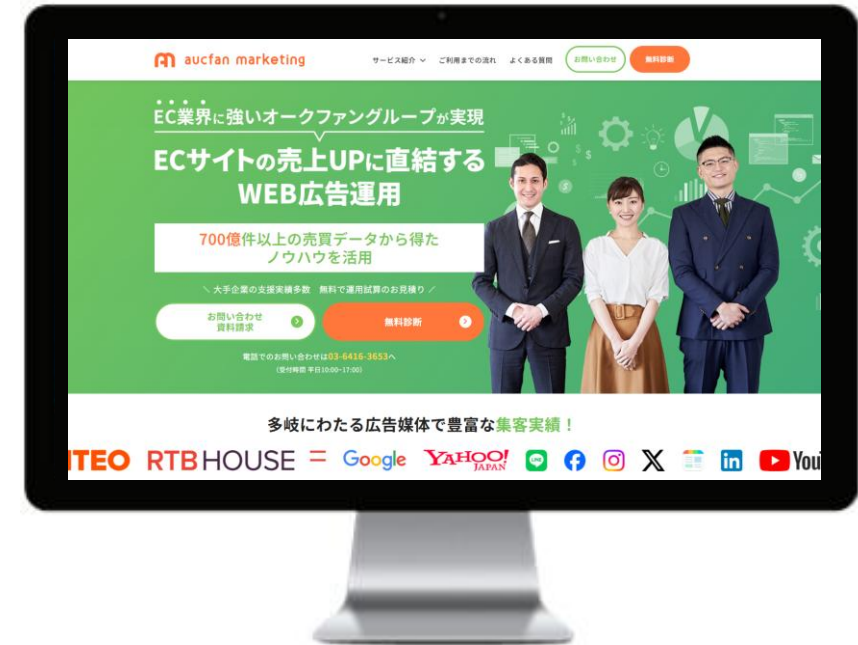 aucfan marketing
サービス紹介 ご利用までの流れ よくある質問 お問い合わせ 無料診断
EC業界に強いオークファングループが実現
ECサイトの売上UPに直結する
WEB広告運用
700億件以上の売買データから得た
ノウハウを活用
＼ 大手企業の支援実績多数 無料で運用試算のお見積り ／
お問い合わせ
資料請求
無料診断
電話でのお問い合わせは03-6416-3653へ
(受付時間 平日10:00~17:00)
多岐にわたる広告媒体で豊富な集客実績！
ITEO RTB HOUSE Google YAHOO! JAPAN LINE X in You